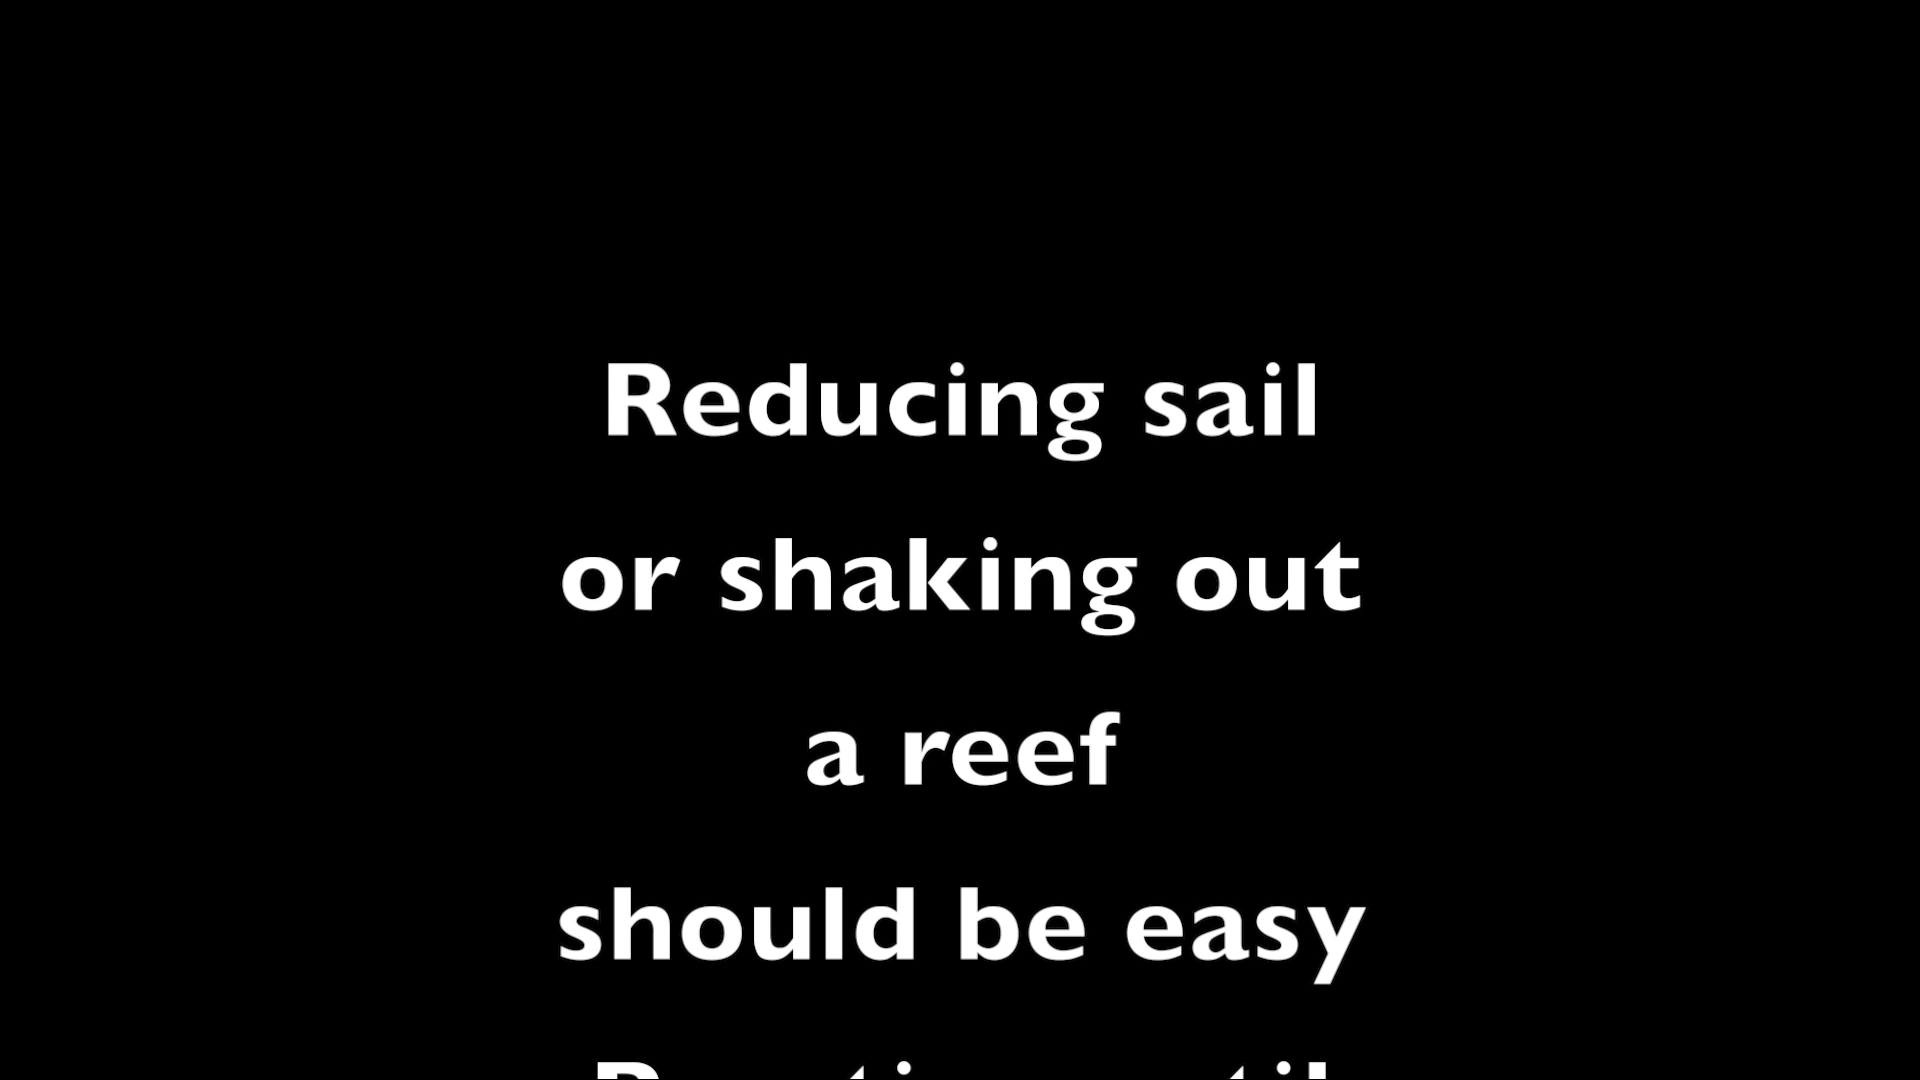 Reducing sail
or shaking out
a reef
should be easy